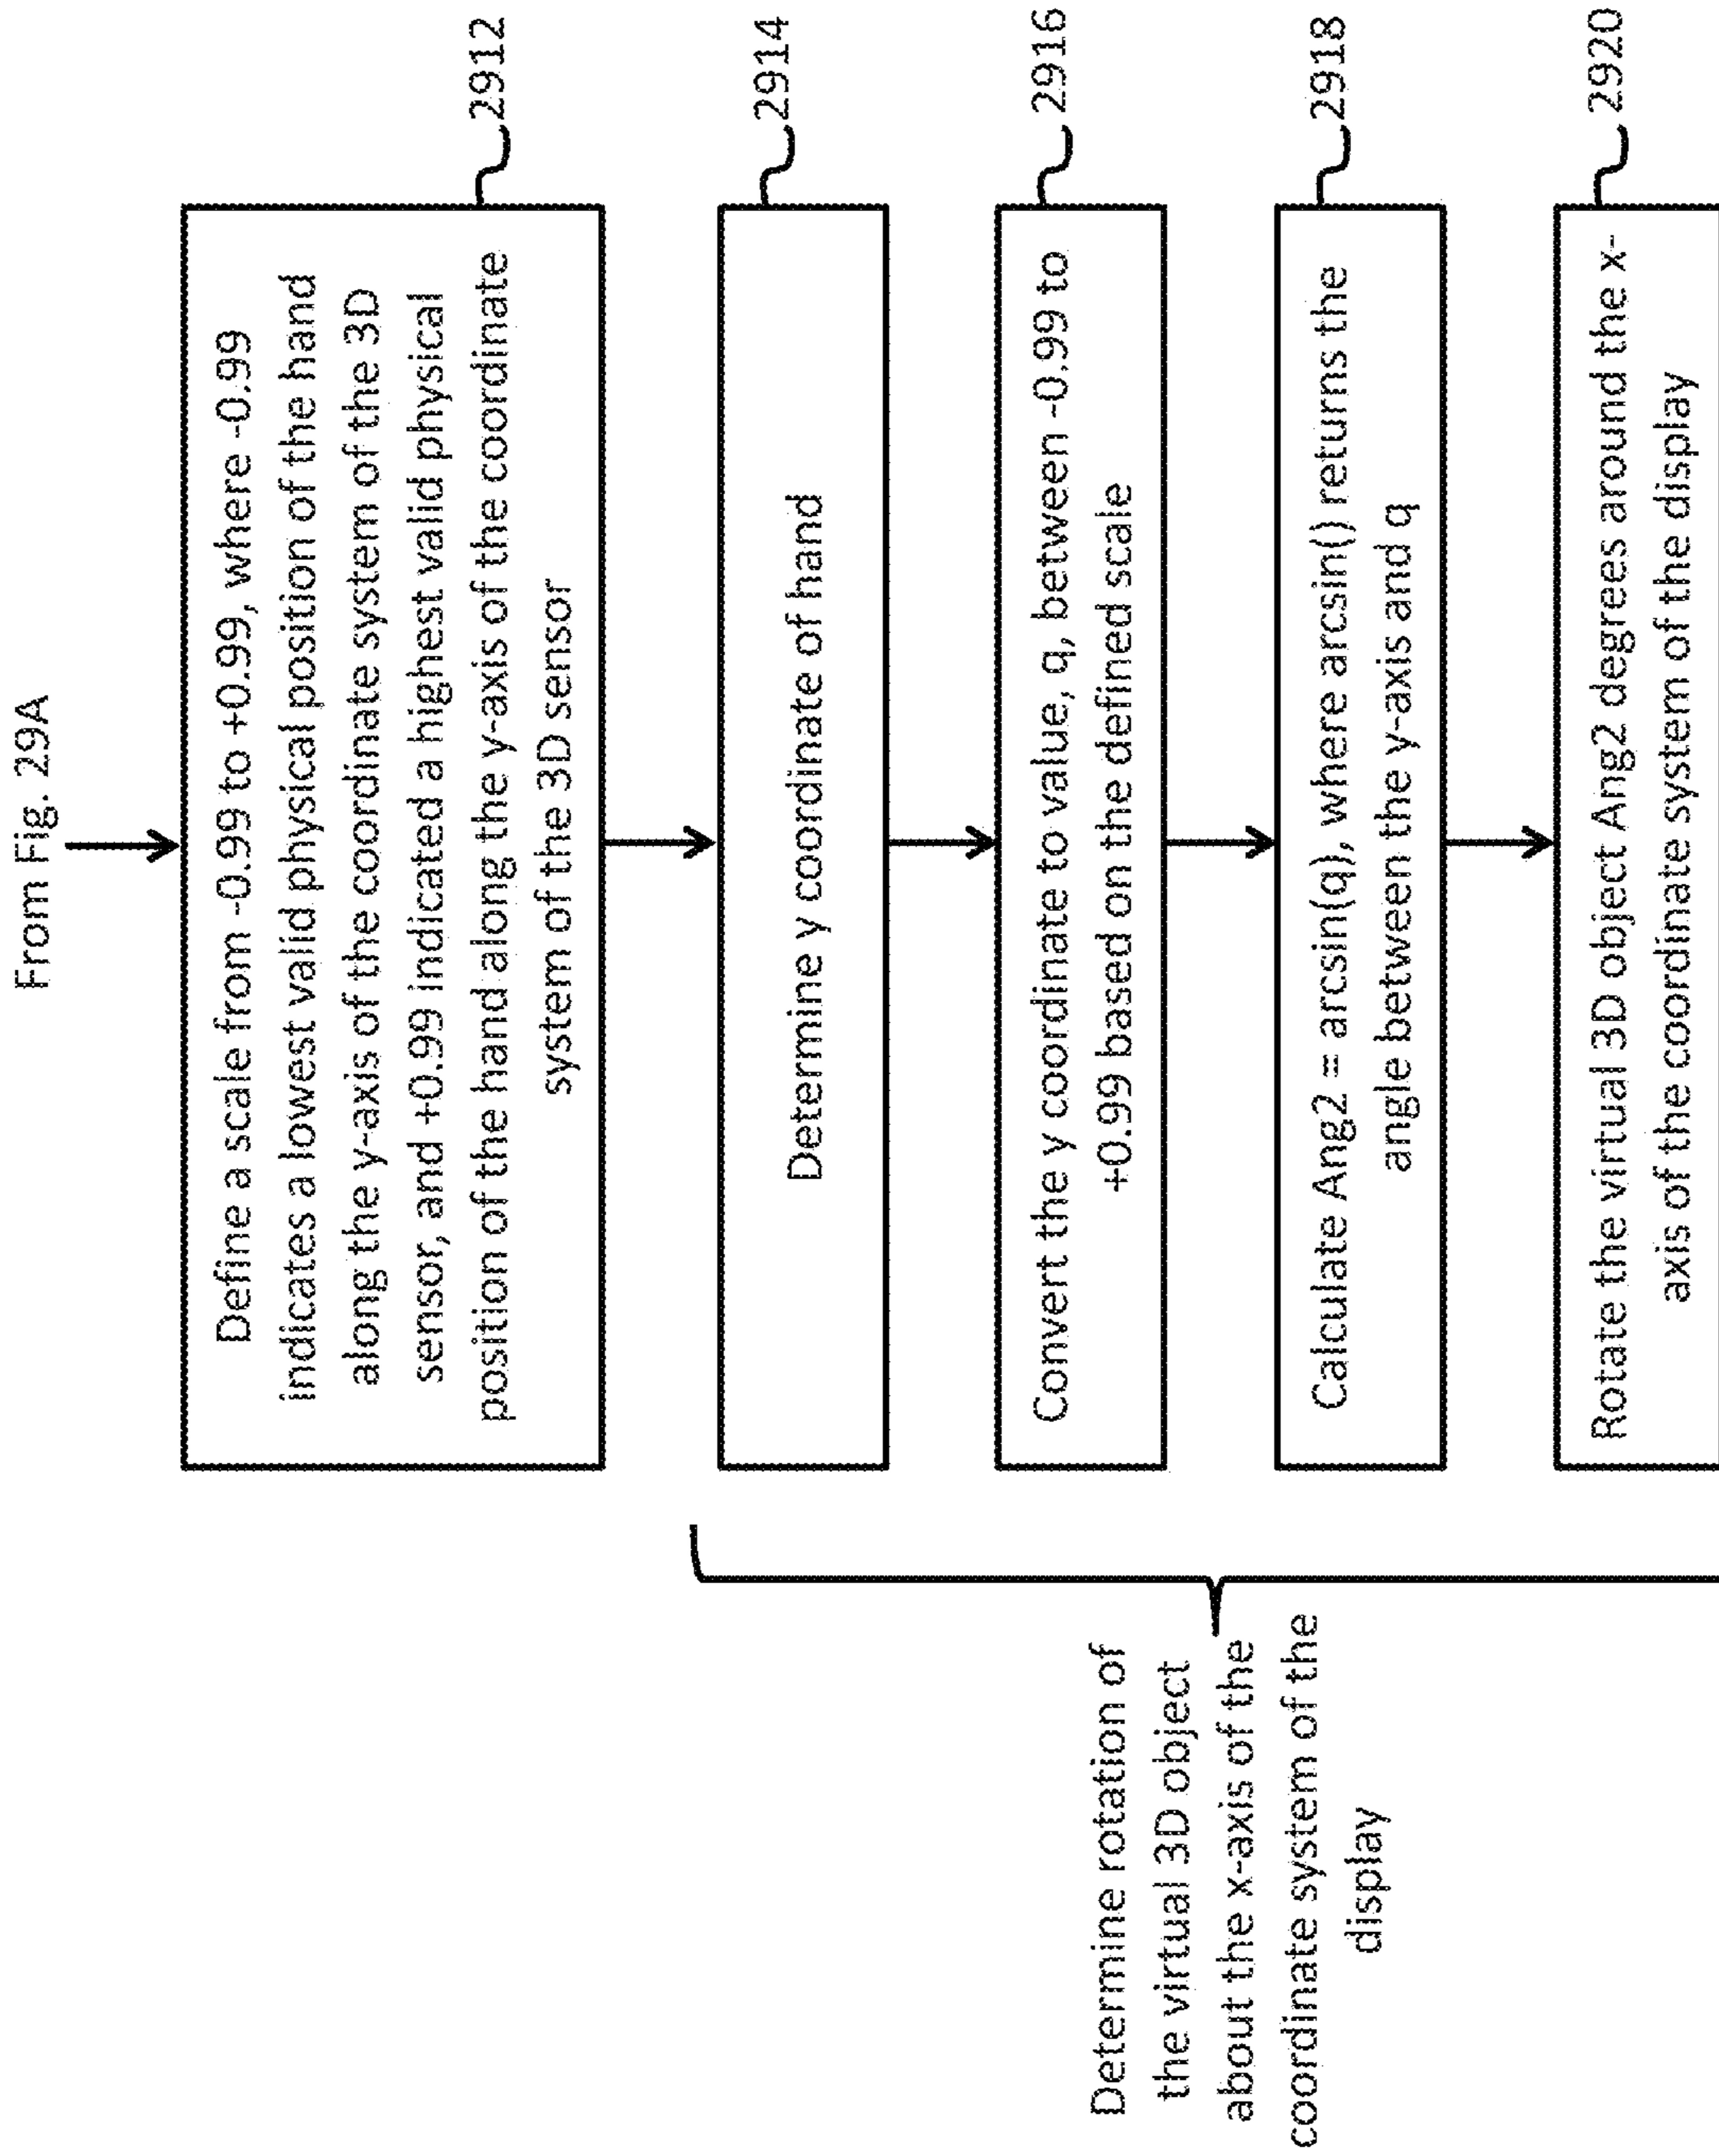 From Fig. 29A
Define a scale from -0.99 to +0.99, where -0.99
indicates a lowest valid physical position of the hand
along the y-axis of the coordinate system of the 3D
sensor, and +0.99 indicated a highest valid physical
position of the hand along the y-axis of the coordinate
system of the 3D sensor
2912
Determine y coordinate of hand
2914
Convert the y coordinate to value, q, between -0.99 to
+0.99 based on the defined scale
2916
Calculate Ang2 = arcsin(q), where arcsin() returns the
angle between the y-axis and q
2918
Rotate the virtual 3D object Ang2 degrees around the x-
axis of the coordinate system of the display
2920
Determine rotation of
the virtual 3D object
about the x-axis of the
coordinate system of the
display